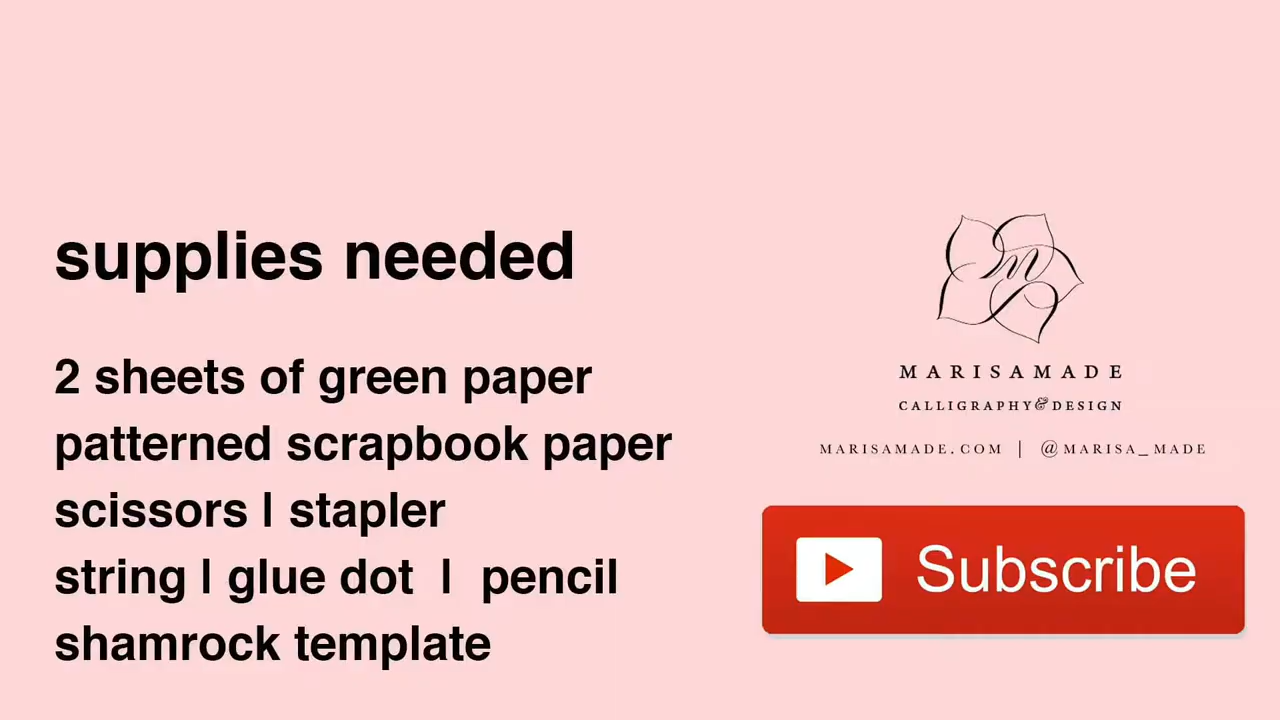 supplies needed
2 sheets of green paper
patterned scrapbook paper
scissors | stapler
string | glue dot | pencil
shamrock template
m
MARISAMADE
CALLIGRAPHY & DESIGN
MARISAMADE.COM | @MARISA_MADE
Subscribe